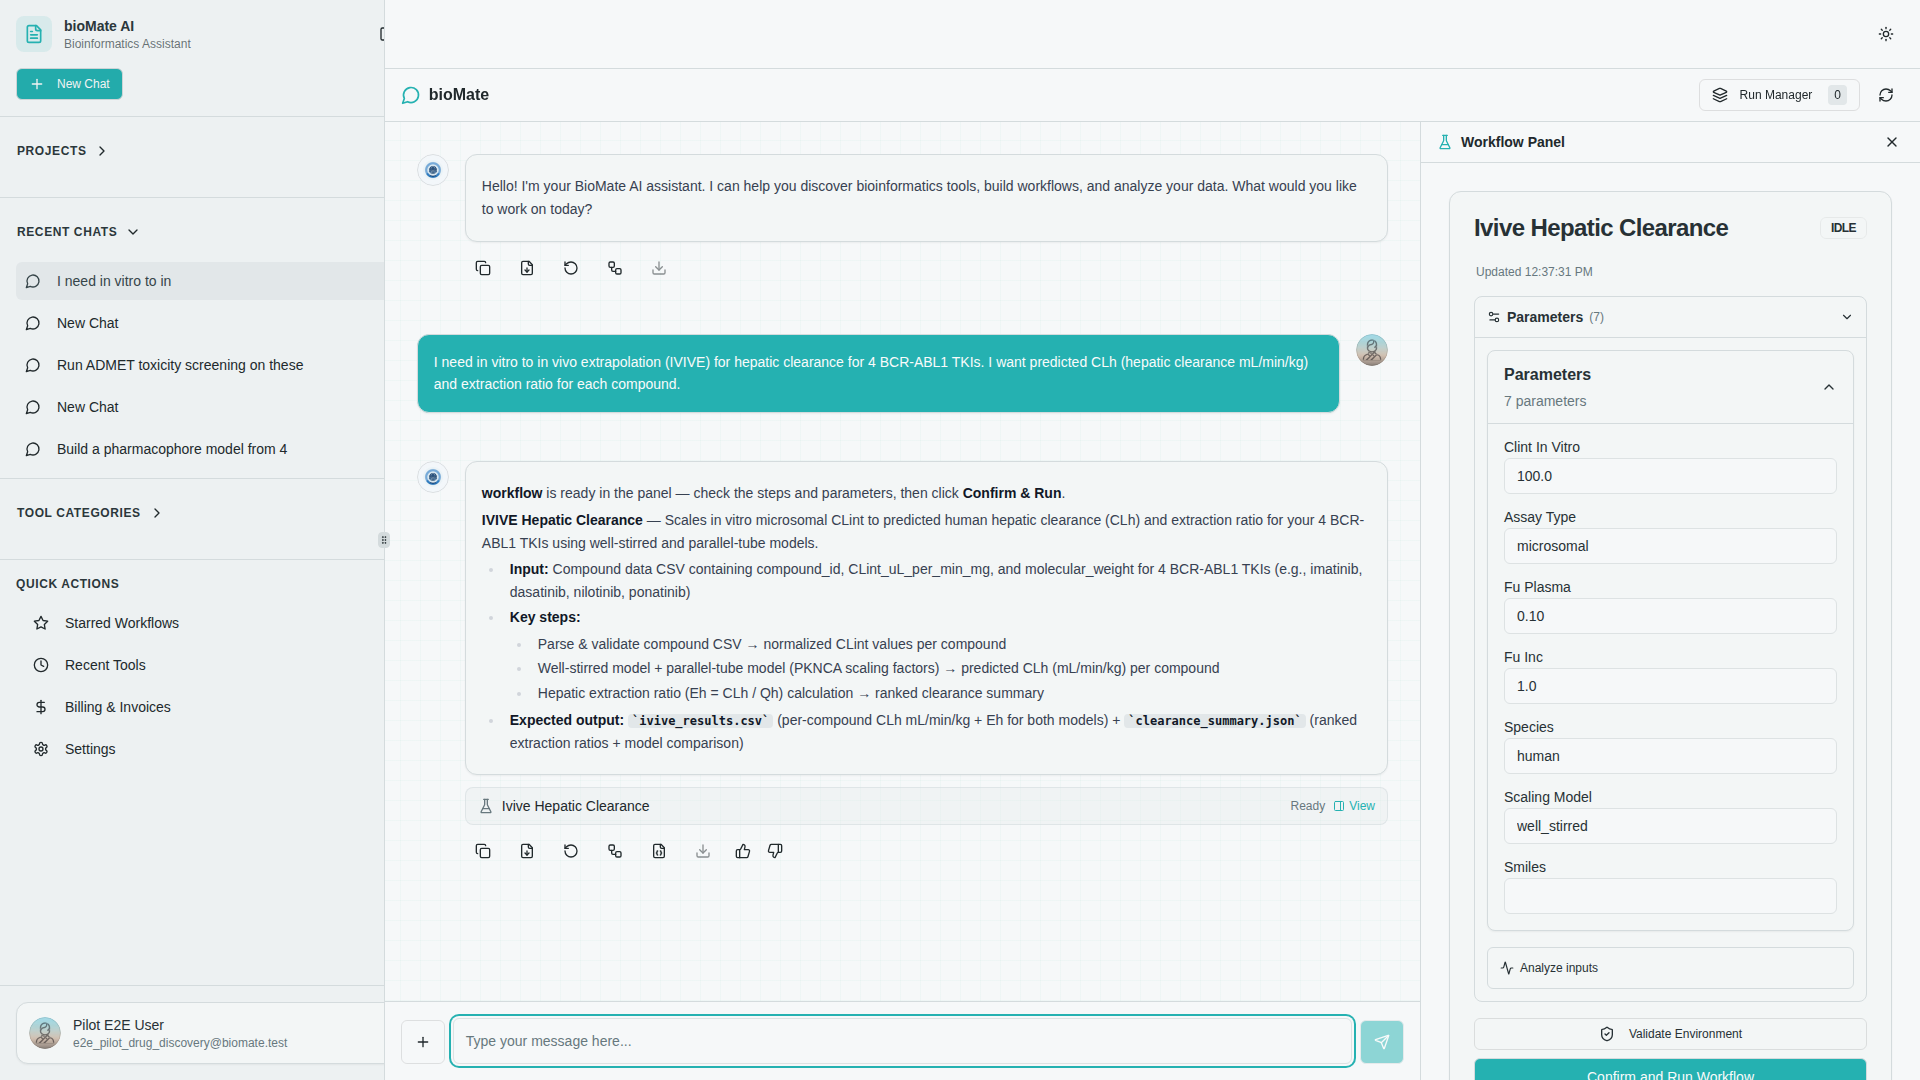 bioMate AI
Bioinformatics Assistant
New Chat
PROJECTS
RECENT CHATS
I need in vitro to in
New Chat
Run ADMET toxicity screening on these
New Chat
Build a pharmacophore model from 4
TOOL CATEGORIES
QUICK ACTIONS
Starred Workflows
Recent Tools
Billing & Invoices
Settings
Pilot E2E User
e2e_pilot_drug_discovery@biomate.test
bioMate
Run Manager 0
Hello! I'm your BioMate AI assistant. I can help you discover bioinformatics tools, build workflows, and analyze your data. What would you like
to work on today?
I need in vitro to in vivo extrapolation (IVIVE) for hepatic clearance for 4 BCR-ABL1 TKIs. I want predicted CLh (hepatic clearance mL/min/kg)
and extraction ratio for each compound.
workflow is ready in the panel — check the steps and parameters, then click Confirm & Run.
IVIVE Hepatic Clearance — Scales in vitro microsomal CLint to predicted human hepatic clearance (CLh) and extraction ratio for your 4 BCR-
ABL1 TKIs using well-stirred and parallel-tube models.
Input: Compound data CSV containing compound_id, CLint_uL_per_min_mg, and molecular_weight for 4 BCR-ABL1 TKIs (e.g., imatinib,
dasatinib, nilotinib, ponatinib)
Key steps:
Parse & validate compound CSV → normalized CLint values per compound
Well-stirred model + parallel-tube model (PKNCA scaling factors) → predicted CLh (mL/min/kg) per compound
Hepatic extraction ratio (Eh = CLh / Qh) calculation → ranked clearance summary
Expected output: `ivive_results.csv` (per-compound CLh mL/min/kg + Eh for both models) + `clearance_summary.json` (ranked
extraction ratios + model comparison)
Ivive Hepatic Clearance
Ready View
Type your message here...
Workflow Panel
Ivive Hepatic Clearance
IDLE
Updated 12:37:31 PM
Parameters (7)
Parameters
7 parameters
Clint In Vitro
100.0
Assay Type
microsomal
Fu Plasma
0.10
Fu Inc
1.0
Species
human
Scaling Model
well_stirred
Smiles
Analyze inputs
Validate Environment
Confirm and Run Workflow